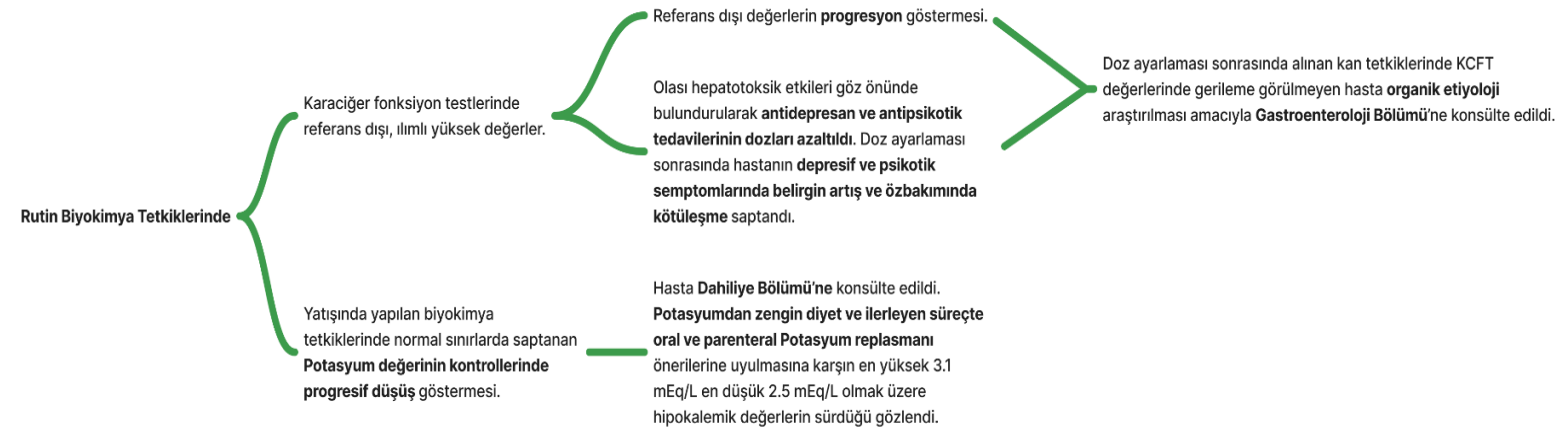 Rutin Biyokimya Tetkiklerinde
Karaciğer fonksiyon testlerinde
referans dışı, ılımlı yüksek değerler.
Referans dışı değerlerin progresyon göstermesi.
Olası hepatotoksik etkileri göz önünde
bulundurularak antidepresan ve antipsikotik
tedavilerinin dozları azaltıldı. Doz ayarlaması
sonrasında hastanın depresif ve psikotik
semptomlarında belirgin artış ve özbakımında
kötüleşme saptandı.
Doz ayarlaması sonrasında alınan kan tetkiklerinde KCFT
değerlerinde gerileme görülmeyen hasta organik etiyoloji
araştırılması amacıyla Gastroenteroloji Bölümü'ne konsülte edildi.
Yatışında yapılan biyokimya
tetkiklerinde normal sınırlarda saptanan
Potasyum değerinin kontrollerinde
progresif düşüş göstermesi.
Hasta Dahiliye Bölümü'ne konsülte edildi.
Potasyumdan zengin diyet ve ilerleyen süreçte
oral ve parenteral Potasyum replasmanı
önerilerine uyulmasına karşın en yüksek 3.1
mEq/L en düşük 2.5 mEq/L olmak üzere
hipokalemik değerlerin sürdüğü gözlendi.